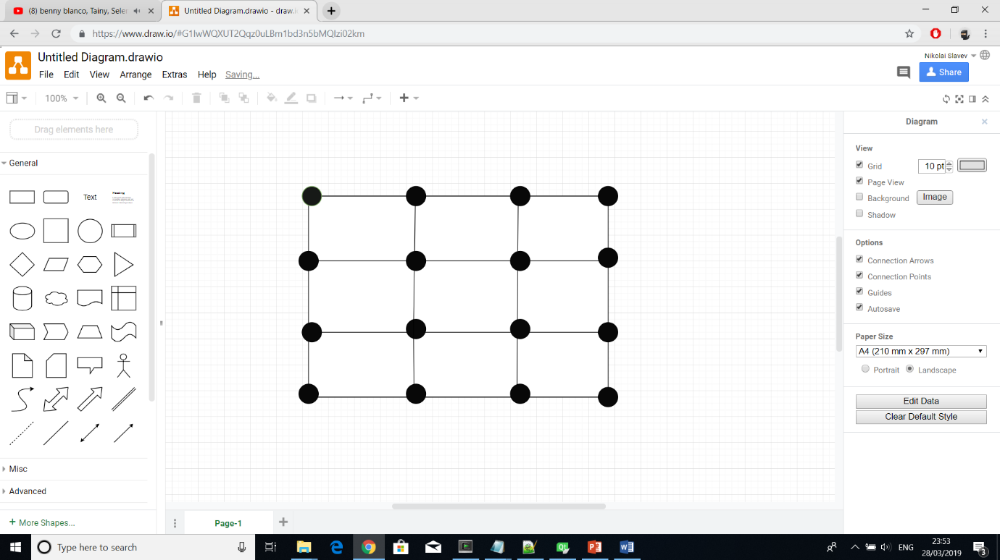 (8) benny blanco, Tainy, Sele
Untitled Diagram.drawio - draw.i
https://www.draw.io/#G1IwWQXUT2Qqz0uLBm1bd3n5bMQIzi02km
Untitled Diagram.drawio
Nikolai Slavev
File Edit View Arrange Extras Help Saving...
Share
100%
Drag elements here
Diagram
General
View
Grid 10 pt
Page View
Background Image
Shadow
Text
Options
Connection Arrows
Connection Points
Guides
Autosave
Paper Size
A4 (210 mm x 297 mm)
Portrait Landscape
Edit Data
Clear Default Style
Misc
Advanced
+ More Shapes...
Page-1
Type here to search
ENG
23:53
28/03/2019
3